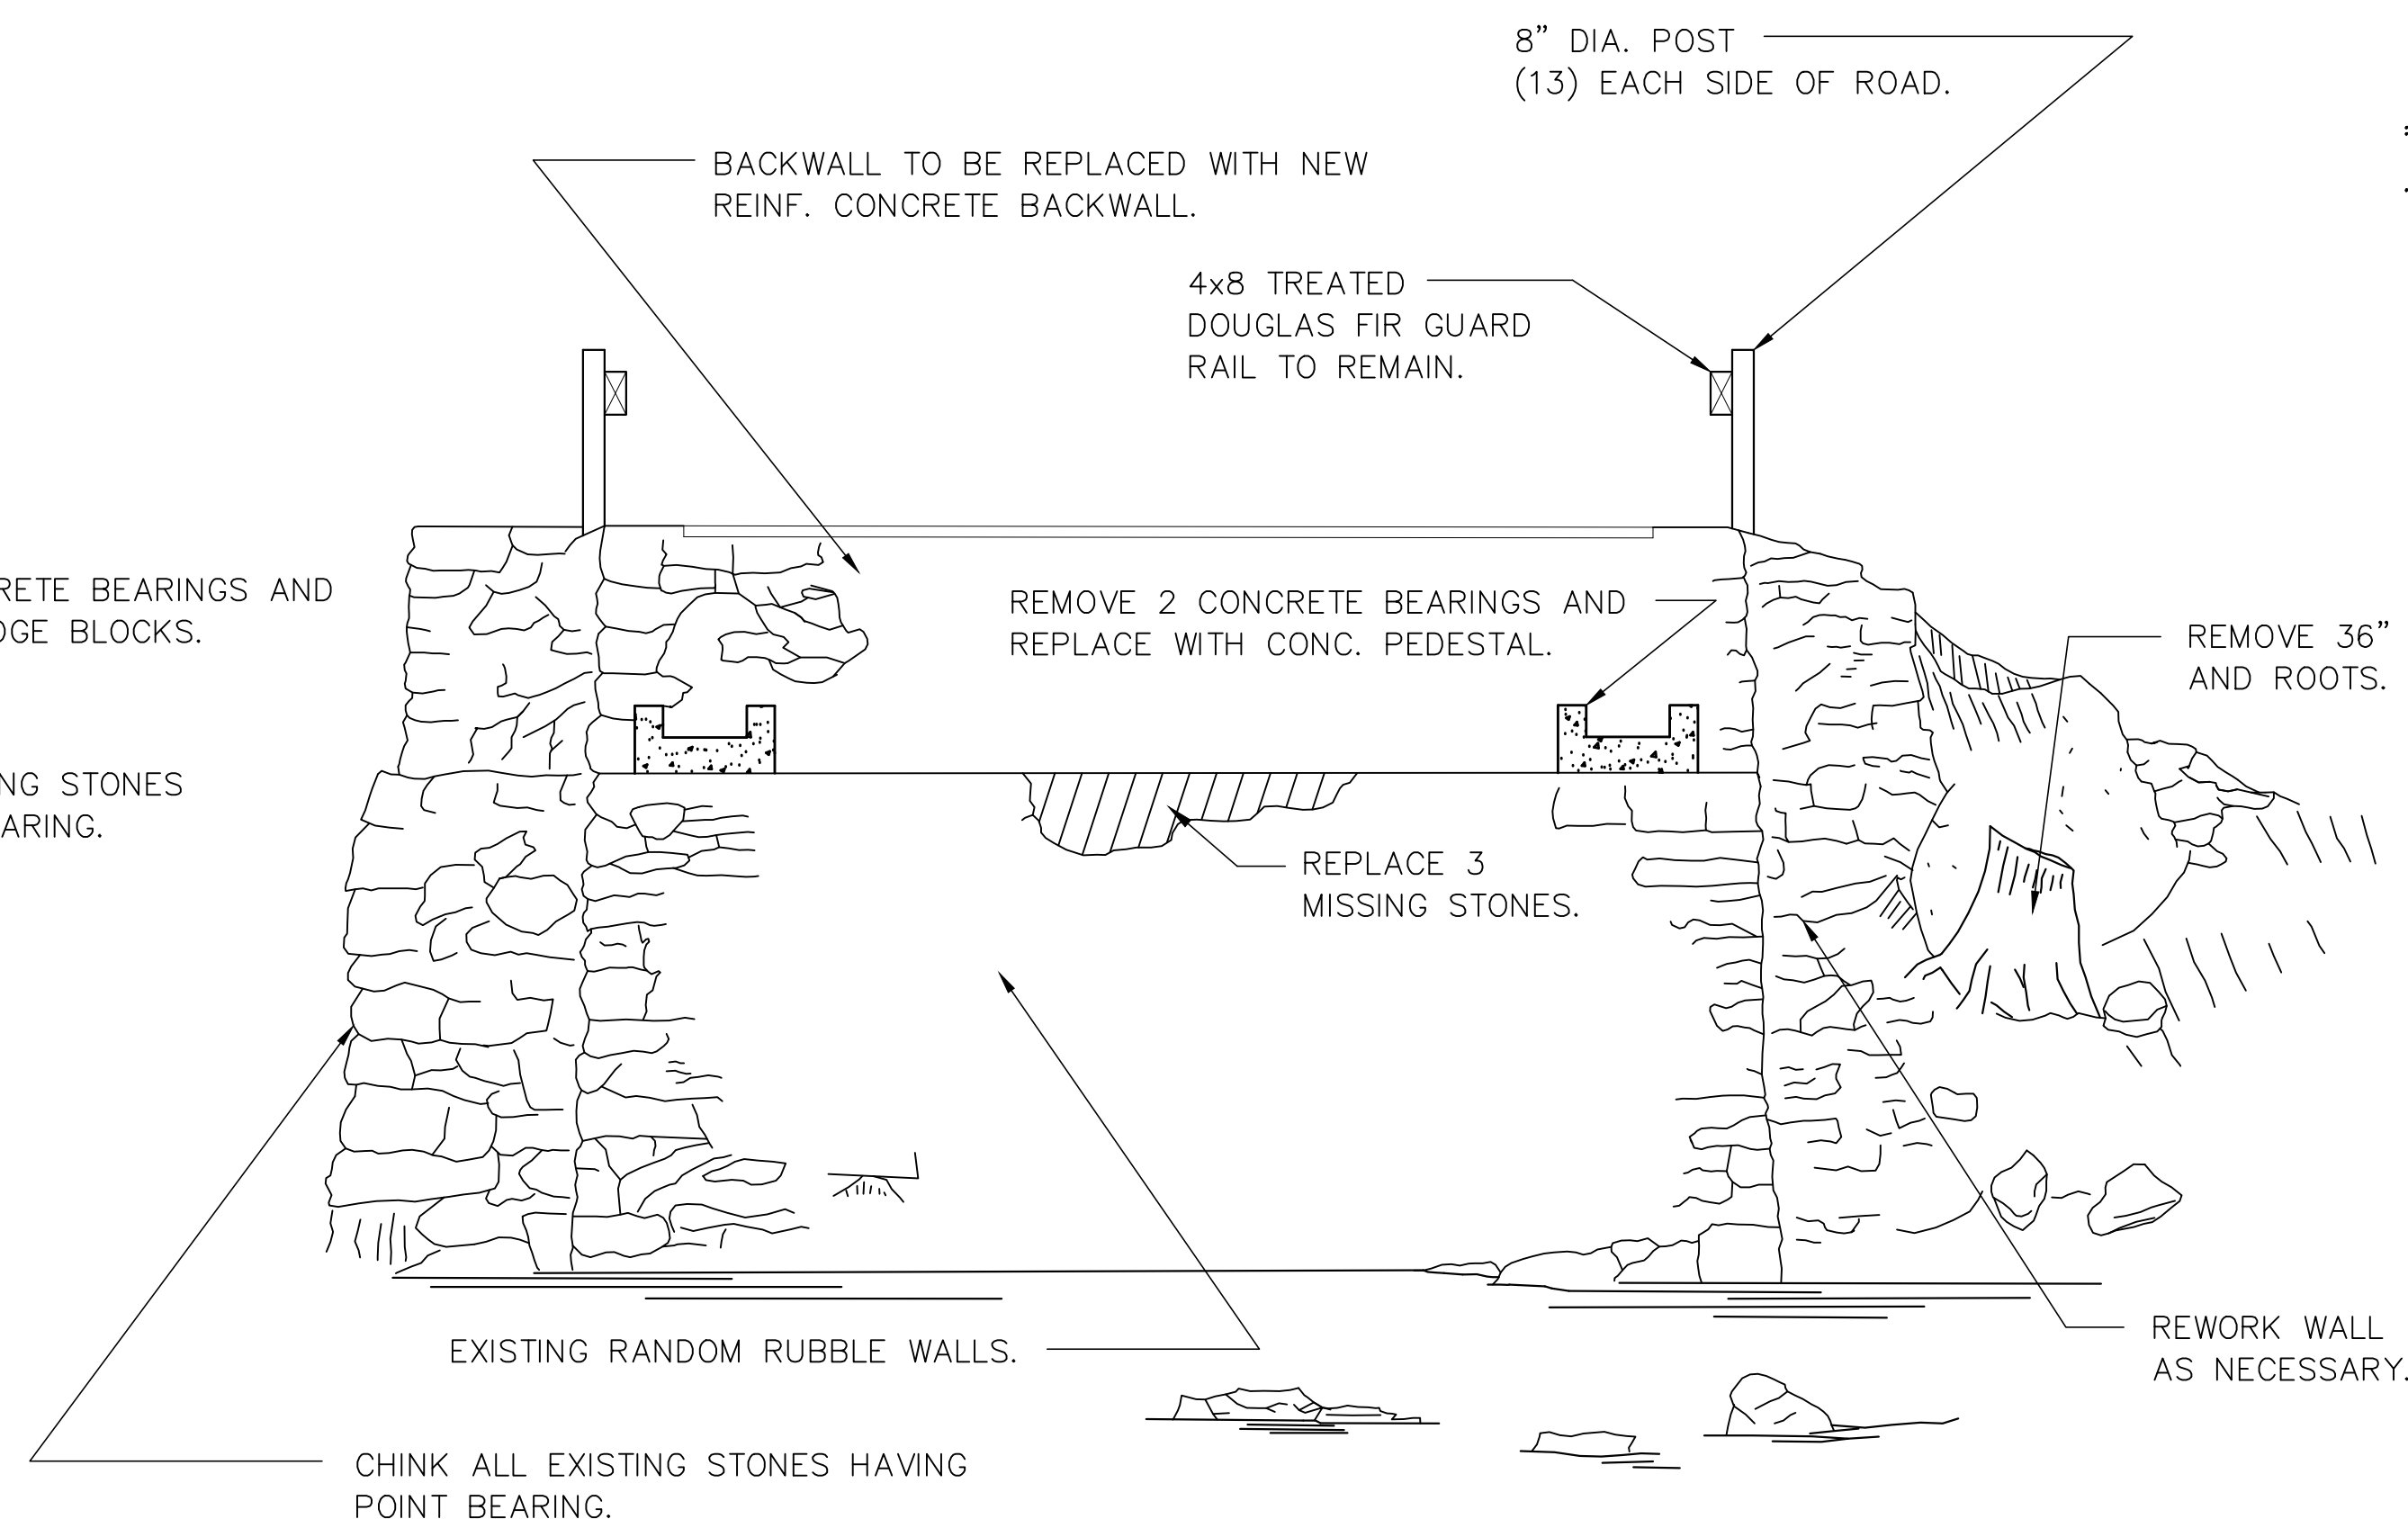 8” DIA. POST
(13) EACH SIDE OF ROAD.
BACKWALL TO BE REPLACED WITH NEW
REINF. CONCRETE BACKWALL.
4x8 TREATED
DOUGLAS FIR GUARD
RAIL TO REMAIN.
RETE BEARINGS AND
OGE BLOCKS.
REMOVE 2 CONCRETE BEARINGS AND
REPLACE WITH CONC. PEDESTAL.
REMOVE 36”
AND ROOTS.
NG STONES
ARING.
REPLACE 3
MISSING STONES.
EXISTING RANDOM RUBBLE WALLS.
REWORK WALL
AS NECESSARY.
CHINK ALL EXISTING STONES HAVING
POINT BEARING.